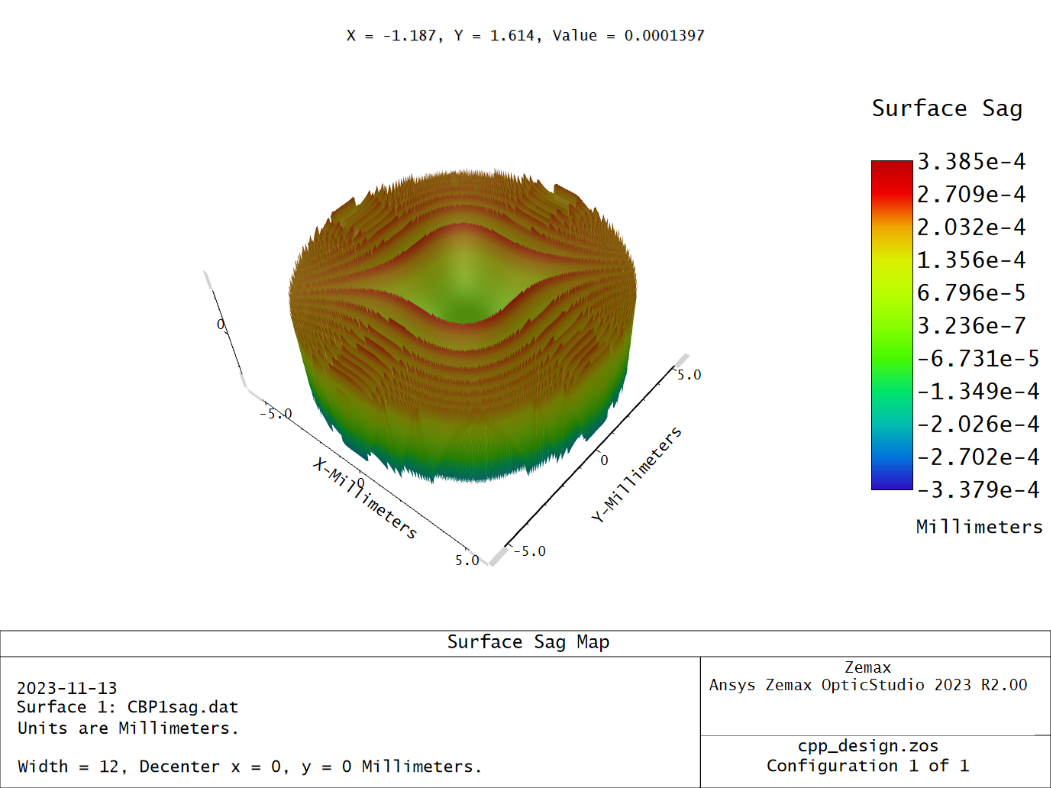 X = -1.187, Y = 1.614, Value = 0.0001397
Surface Sag
3.385e-4
2.709e-4
2.032e-4
1.356e-4
6.796e-5
3.236e-7
-6.731e-5
-1.349e-4
-2.026e-4
-2.702e-4
-3.379e-4
Millimeters
0
-5.0
0
5.0
X-Millimeters
-5.0
0
5.0
Y-Millimeters
Surface Sag Map
2023-11-13
Surface 1: CBP1sag.dat
Units are Millimeters.
Width = 12, Decenter x = 0, y = 0 Millimeters.
Zemax
Ansys Zemax OpticStudio 2023 R2.00
cpp_design.zos
Configuration 1 of 1